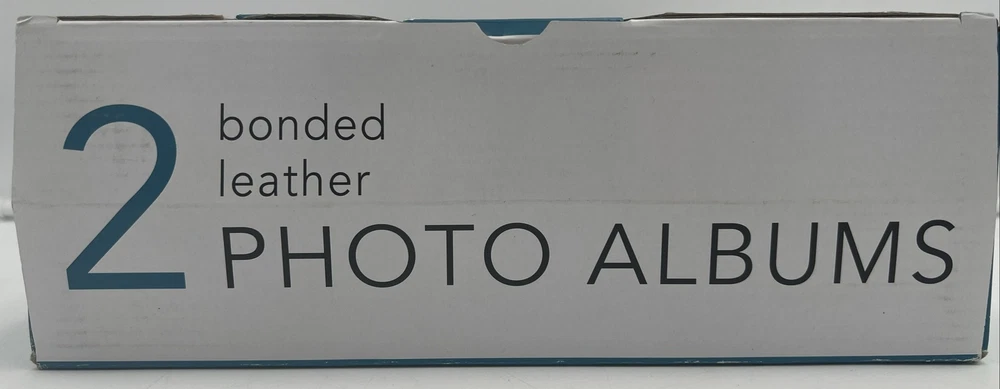 2
bonded
leather
PHOTO ALBUMS